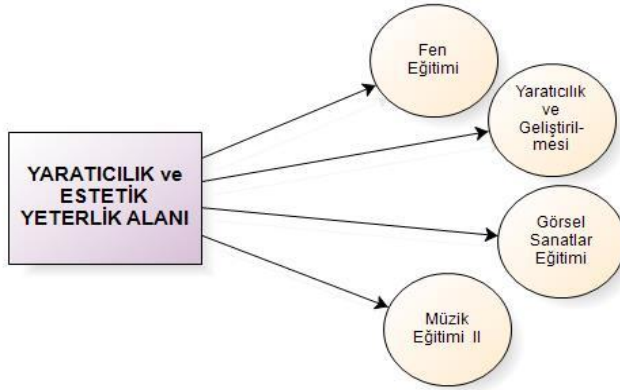 YARATICILIK ve
ESTETİK
YETERLİK ALANI
Fen
Eğitimi
Yaratıcılık
ve
Geliştiril-
mesi
Görsel
Sanatlar
Eğitimi
Müzik
Eğitimi II